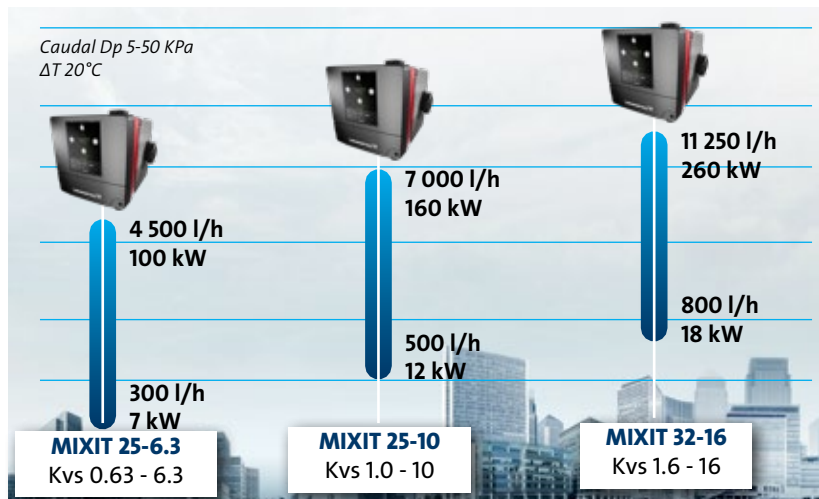 Caudal Dp 5-50 KPa
ΔT 20°C
4 500 l/h
100 kW
300 l/h
7 kW
MIXIT 25-6.3
Kvs 0.63 - 6.3
7 000 l/h
160 kW
500 l/h
12 kW
MIXIT 25-10
Kvs 1.0 - 10
11 250 l/h
260 kW
800 l/h
18 kW
MIXIT 32-16
Kvs 1.6 - 16